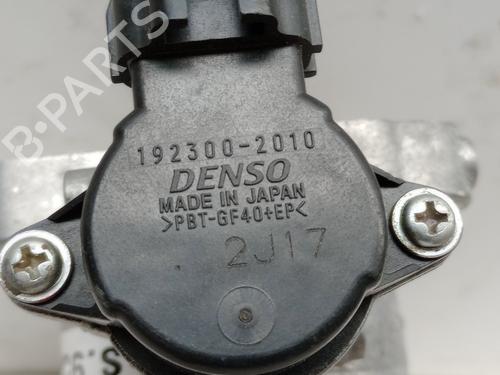 B-PARTS
192300-2010
DENSO
MADE IN JAPAN
>PBT-GF40+EP<
2J17